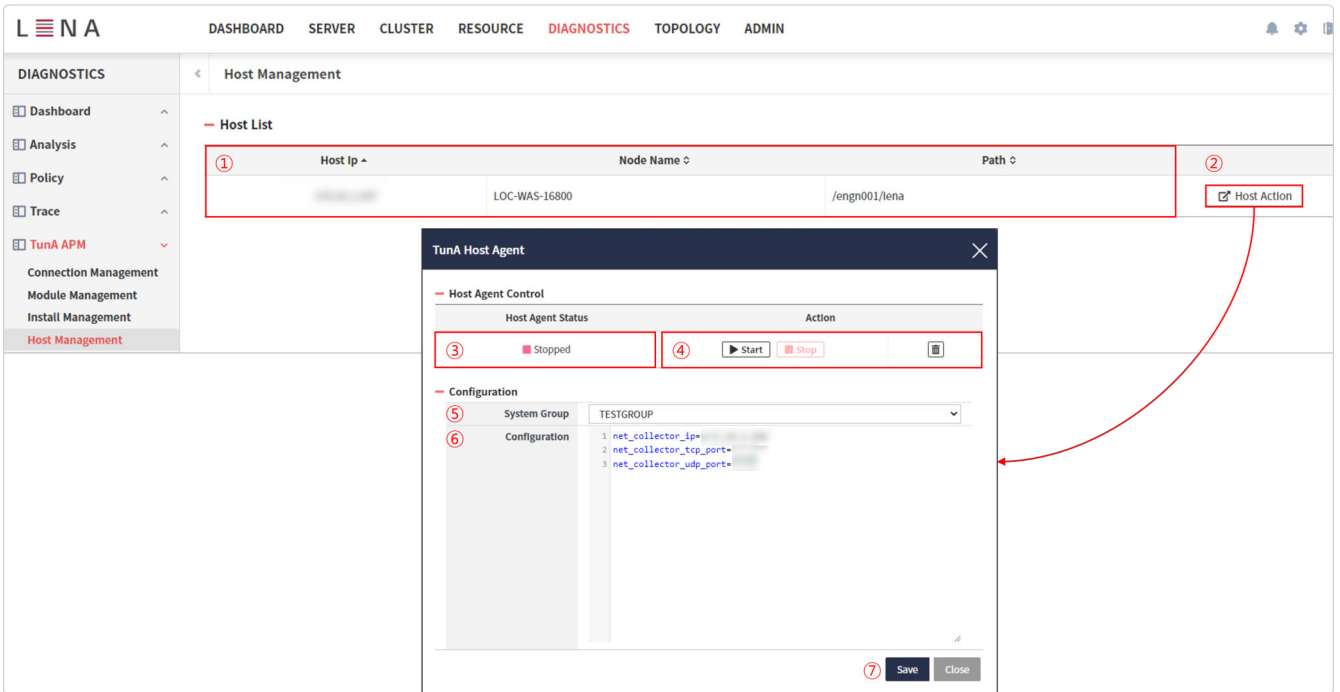 LENA
DASHBOARD SERVER CLUSTER RESOURCE DIAGNOSTICS TOPOLOGY ADMIN
DIAGNOSTICS
Host Management
Dashboard
Analysis
Policy
Trace
TunA APM
Connection Management
Module Management
Install Management
Host Management
Host List
① Host Ip Node Name Path ②
LOC-WAS-16800 /engn001/lena Host Action
TunA Host Agent
Host Agent Control
Host Agent Status Action
③ Stopped ④ Start Stop
Configuration
⑤ System Group TESTGROUP
⑥ Configuration 1 net_collector_ip=
2 net_collector_tcp_port=
3 net_collector_udp_port=
⑦ Save Close